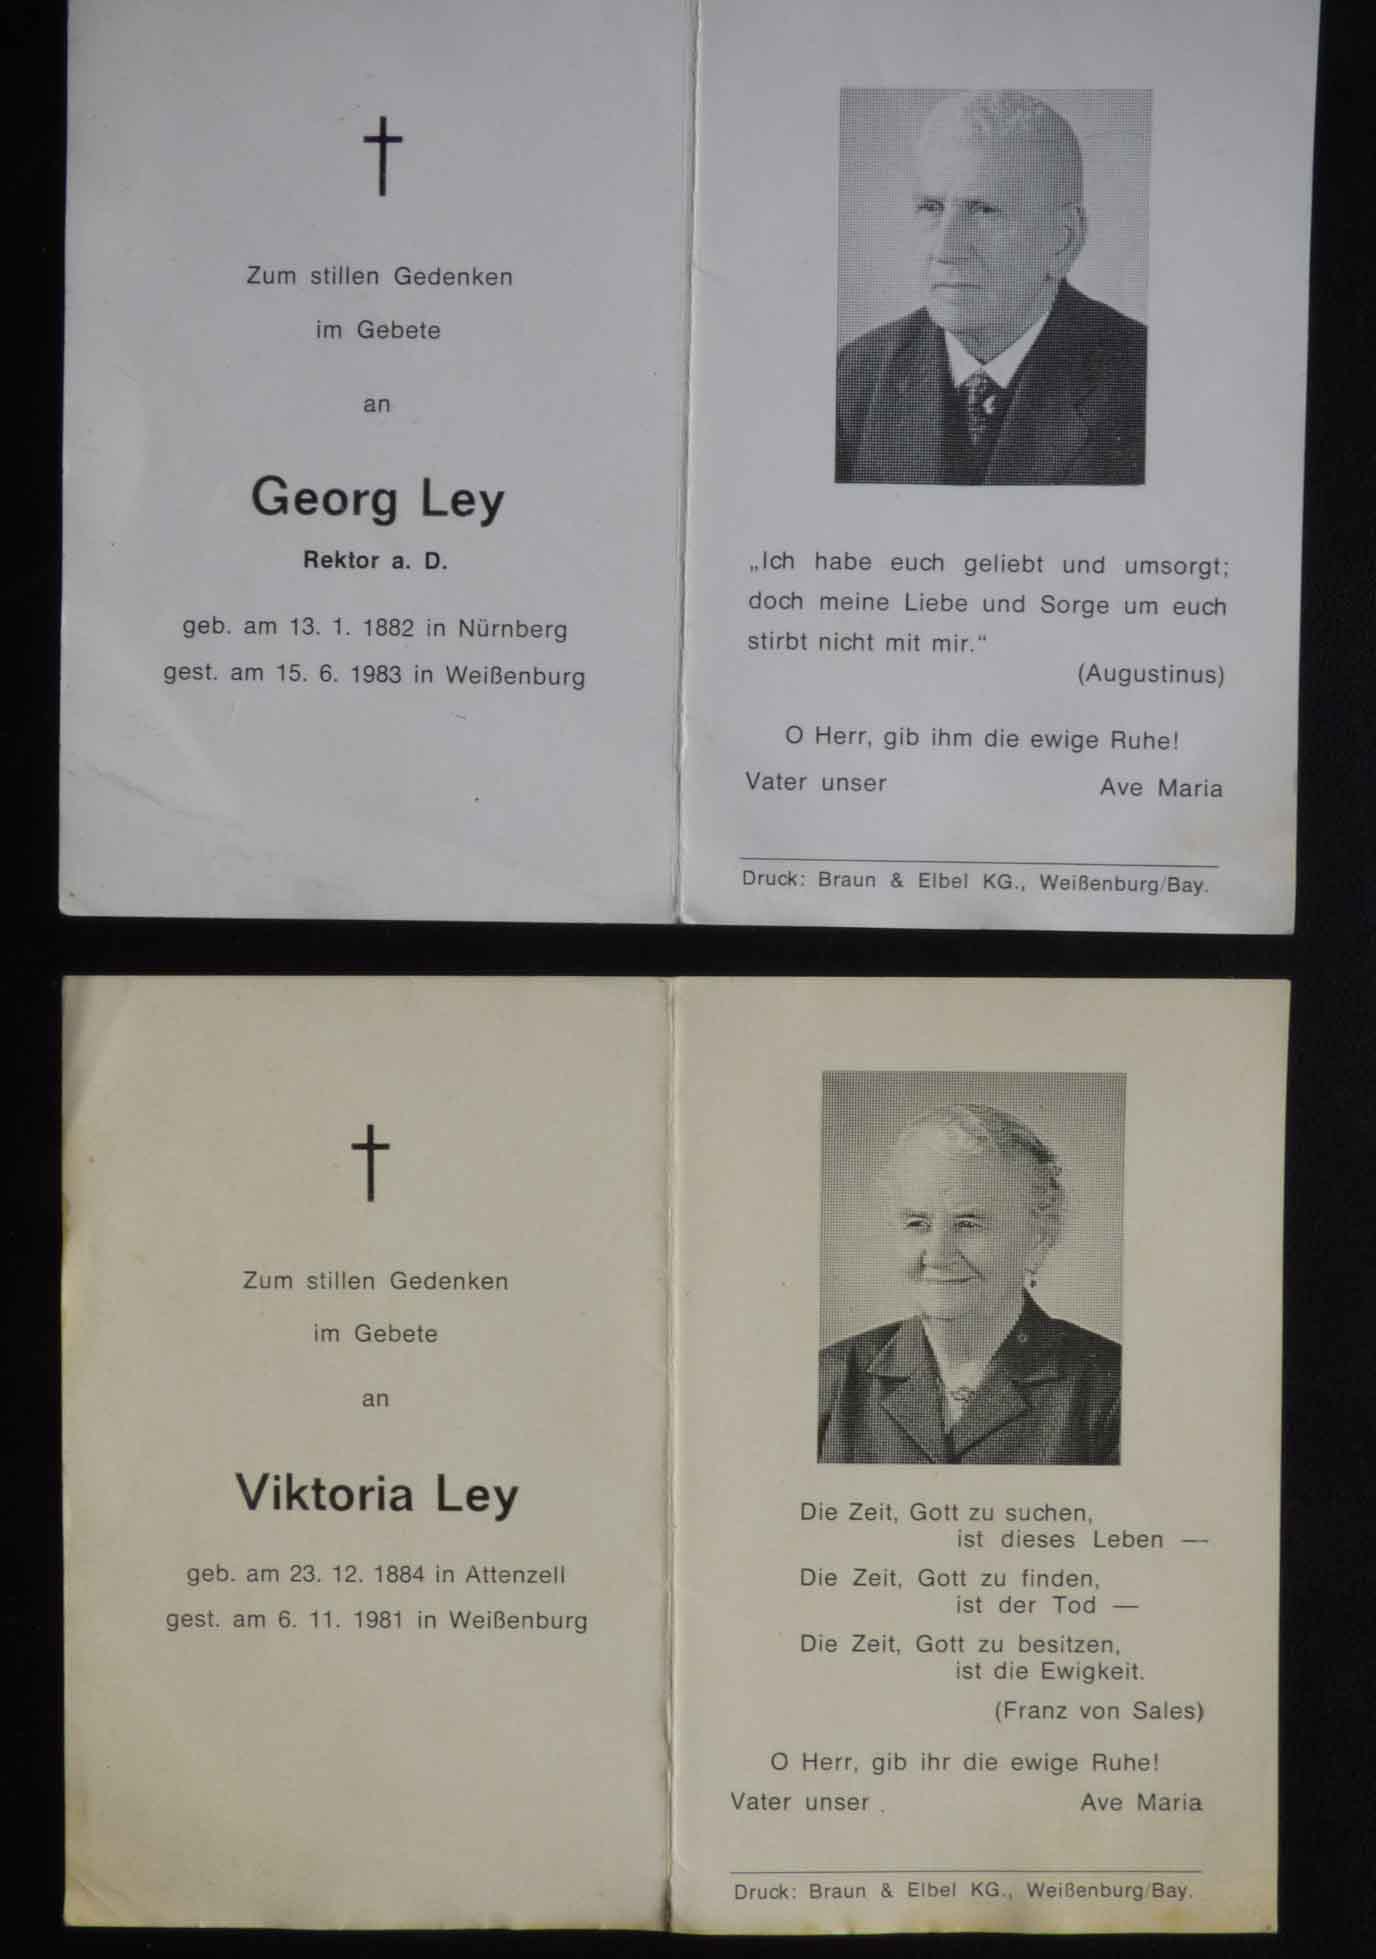 Zum stillen Gedenken
im Gebete
an
Georg Ley
Rektor a. D.
geb. am 13. 1. 1882 in Nürnberg
gest. am 15. 6. 1983 in Weißenburg
„Ich habe euch geliebt und umsorgt;
doch meine Liebe und Sorge um euch
stirbt nicht mit mir.“
(Augustinus)
O Herr, gib ihm die ewige Ruhe!
Vater unser Ave Maria
Druck: Braun & Elbel KG., Weißenburg/Bay.
Zum stillen Gedenken
im Gebete
an
Viktoria Ley
geb. am 23. 12. 1884 in Attenzell
gest. am 6. 11. 1981 in Weißenburg
Die Zeit, Gott zu suchen,
ist dieses Leben —
Die Zeit, Gott zu finden,
ist der Tod —
Die Zeit, Gott zu besitzen,
ist die Ewigkeit.
(Franz von Sales)
O Herr, gib ihr die ewige Ruhe!
Vater unser Ave Maria
Druck: Braun & Elbel KG., Weißenburg/Bay.